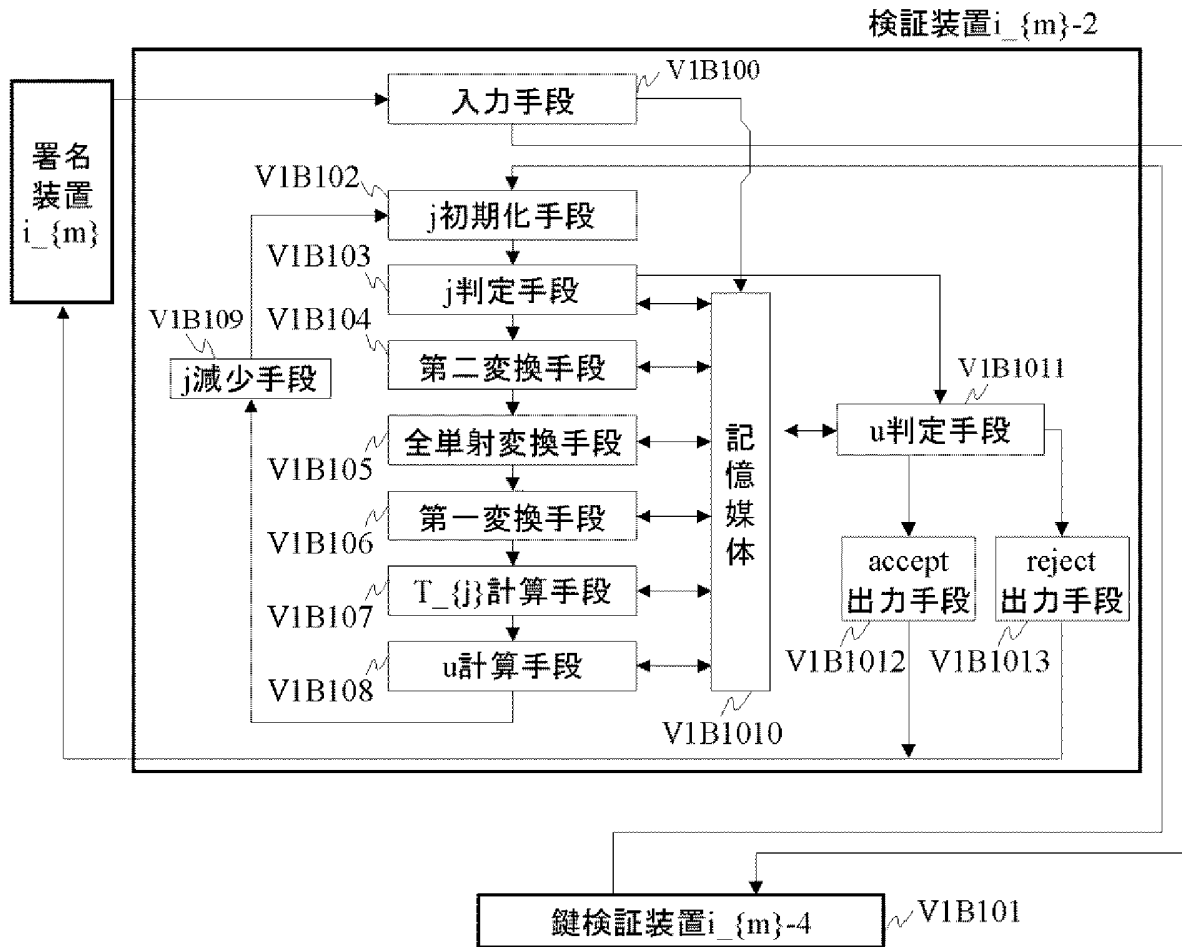 検証装置i_{m}-2
V1B100
入力手段
署名
装置
i_{m}
V1B102
j初期化手段
V1B103
j判定手段
V1B109
j減少手段
V1B104
第二変換手段
V1B1011
u判定手段
全単射変換手段
V1B105
記憶媒体
第一変換手段
V1B106
accept
出力手段
reject
出力手段
T_{j}計算手段
V1B107
V1B1012
V1B1013
u計算手段
V1B108
V1B1010
鍵検証装置i_{m}-4
V1B101